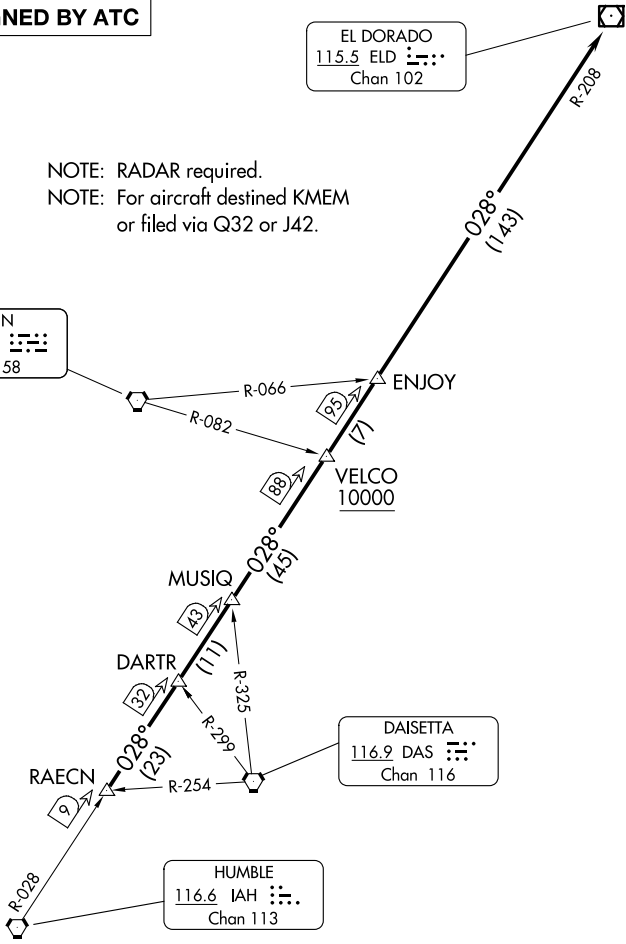 GNED BY ATC
EL DORADO
115.5 ELD
Chan 102
R-208
NOTE: RADAR required.
NOTE: For aircraft destined KMEM
or filed via Q32 or J42.
028°
(143)
N
58
R-066
ENJOY
95
R-082
(7)
VELCO
10000
88
028°
(45)
MUSIQ
43
(11)
DARTR
R-325
32
R-299
028°
(23)
DAISETTA
116.9 DAS
Chan 116
RAECN
R-254
9
R-028
HUMBLE
116.6 IAH
Chan 113